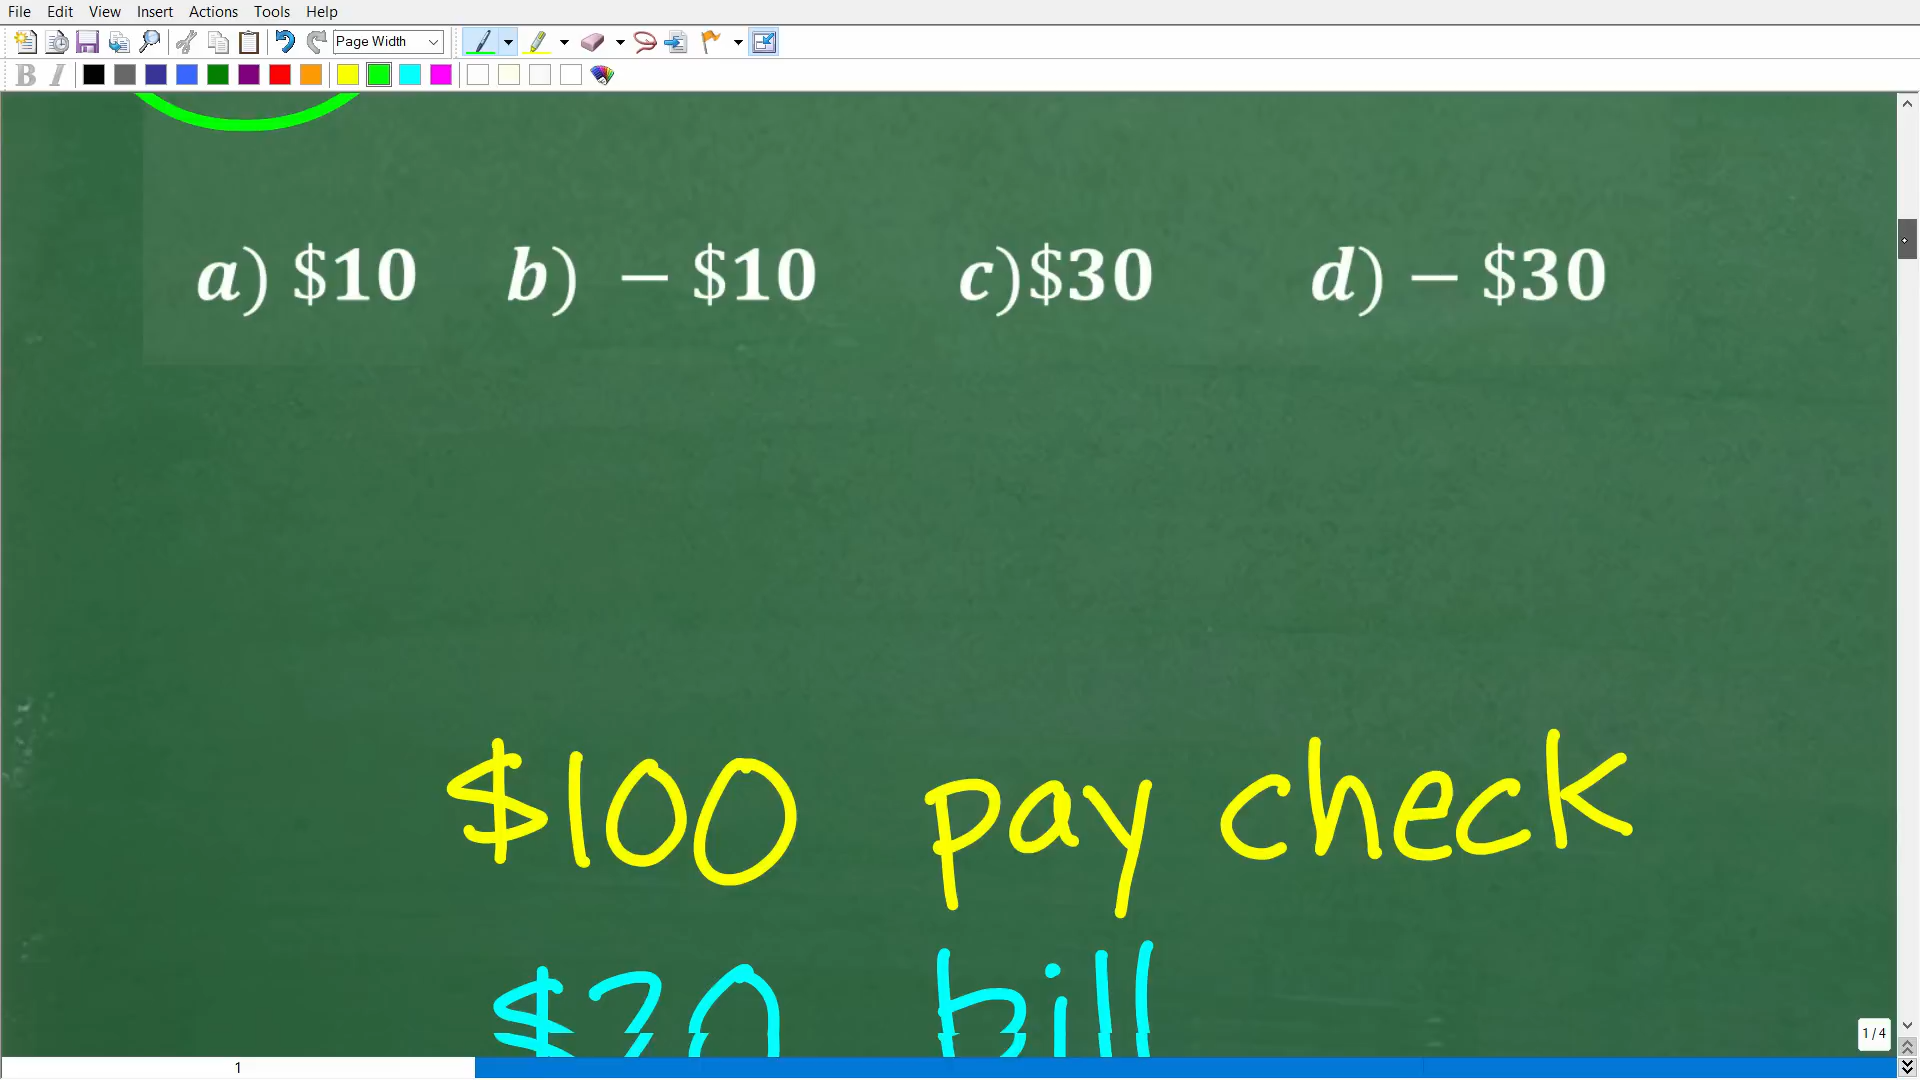 File Edit View Insert Actions Tools Help
Page Width
B I
a) $10 b) − $10 c)$30 d) − $30
$100 pay check
bill
1 / 4
1